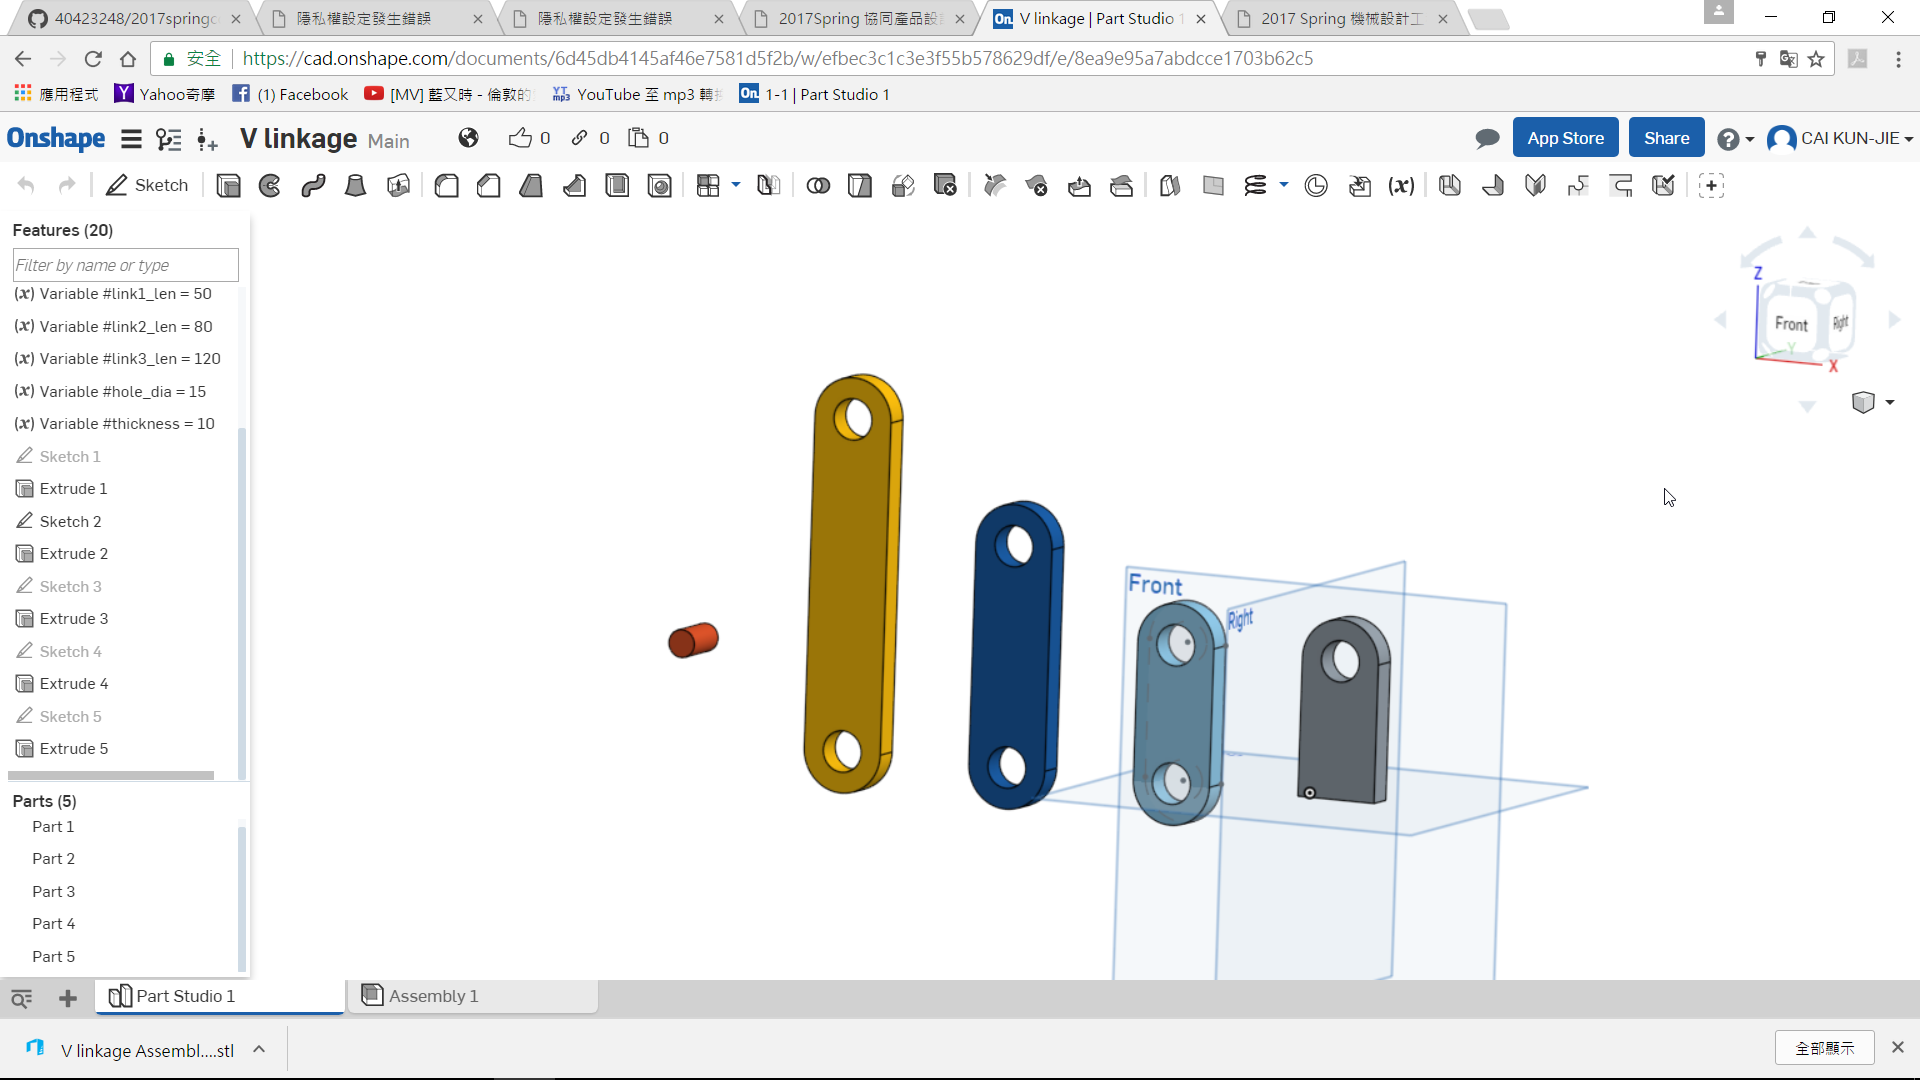 40423248/2017springc
隱私權設定發生錯誤
隱私權設定發生錯誤
2017Spring 協同產品設
V linkage | Part Studio 1
2017 Spring 機械設計工
安全
https://cad.onshape.com/documents/6d45db4145af46e7581d5f2b/w/efbec3c1c3e3f55b578629df/e/8ea9e95a7abdcce1703b62c5
應用程式
Yahoo奇摩
(1) Facebook
[MV] 藍又時 - 倫敦的
YouTube 至 mp3 轉
1-1 | Part Studio 1
Onshape
V linkage Main
0
0
0
App Store
Share
CAI KUN-JIE
Sketch
Features (20)
Filter by name or type
(x) Variable #link1_len = 50
(x) Variable #link2_len = 80
(x) Variable #link3_len = 120
(x) Variable #hole_dia = 15
(x) Variable #thickness = 10
Sketch 1
Extrude 1
Sketch 2
Extrude 2
Sketch 3
Extrude 3
Sketch 4
Extrude 4
Sketch 5
Extrude 5
Parts (5)
Part 1
Part 2
Part 3
Part 4
Part 5
Front
Right
Z
Front
Right
Y
X
Part Studio 1
Assembly 1
V linkage Assembl....stl
全部顯示